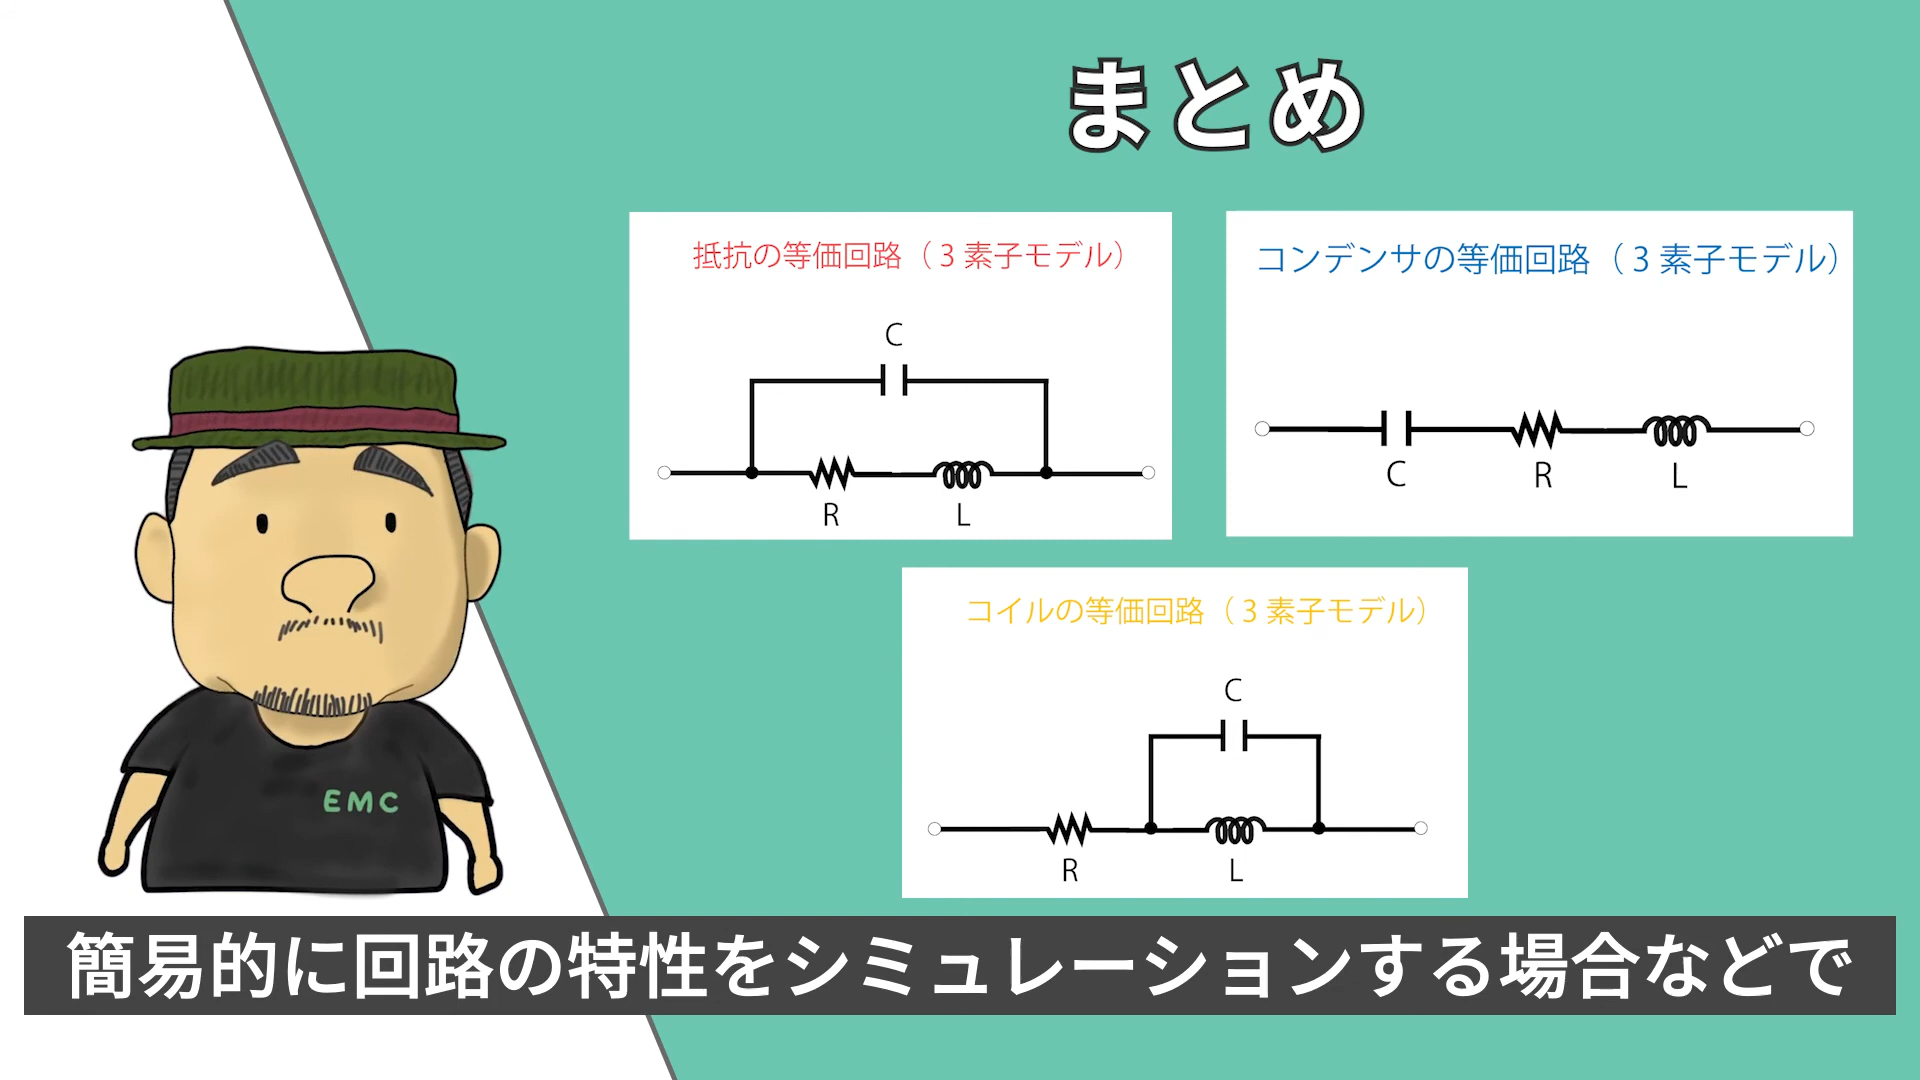 まとめ
抵抗の等価回路（3素子モデル）
C
R
L
コンデンサの等価回路（3素子モデル）
C
R
L
コイルの等価回路（3素子モデル）
C
R
L
EMC
簡易的に回路の特性をシミュレーションする場合などで